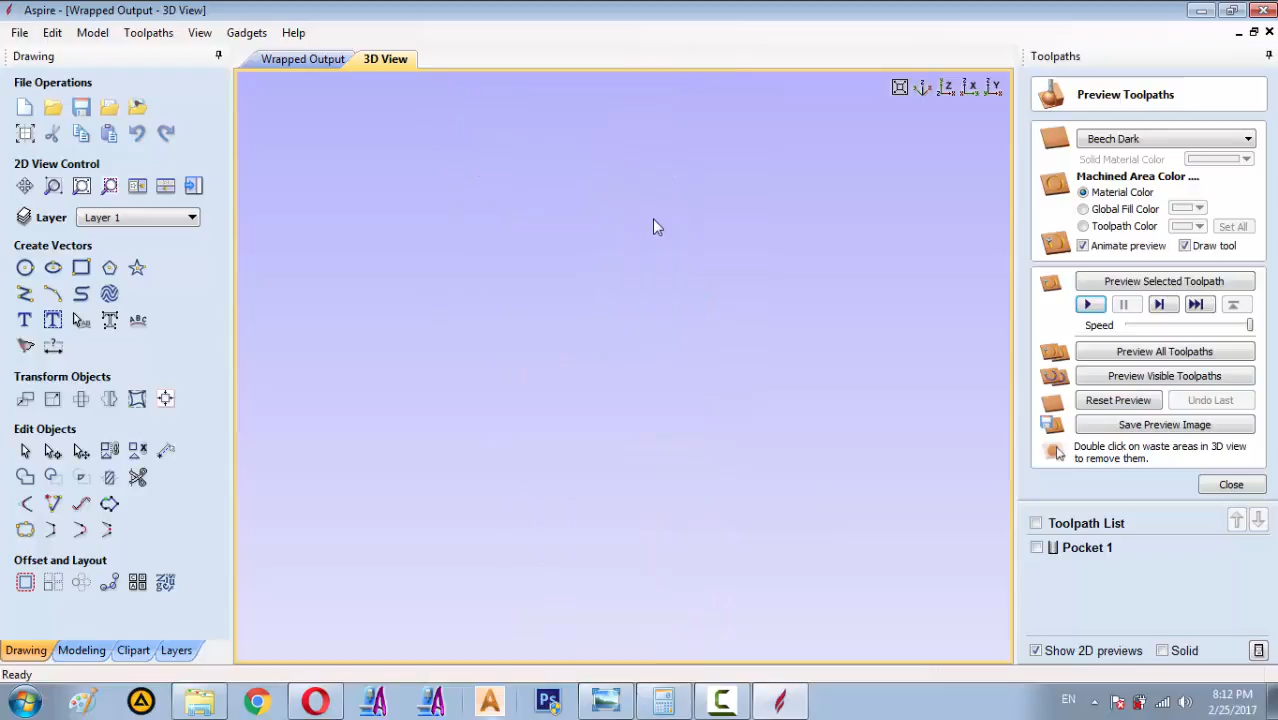 Aspire - [Wrapped Output - 3D View]
File Edit Model Toolpaths View Gadgets Help
Drawing
File Operations
2D View Control
Layer Layer 1
Create Vectors
Transform Objects
Edit Objects
Offset and Layout
Drawing Modeling Clipart Layers
Ready
Wrapped Output 3D View
Toolpaths
Preview Toolpaths
Beech Dark
Solid Material Color
Machined Area Color ....
Material Color
Global Fill Color
Toolpath Color Set All
Animate preview Draw tool
Preview Selected Toolpath
Speed
Preview All Toolpaths
Preview Visible Toolpaths
Reset Preview Undo Last
Save Preview Image
Double click on waste areas in 3D view
to remove them.
Close
Toolpath List
Pocket 1
Show 2D previews Solid
EN
8:12 PM
2/25/2017